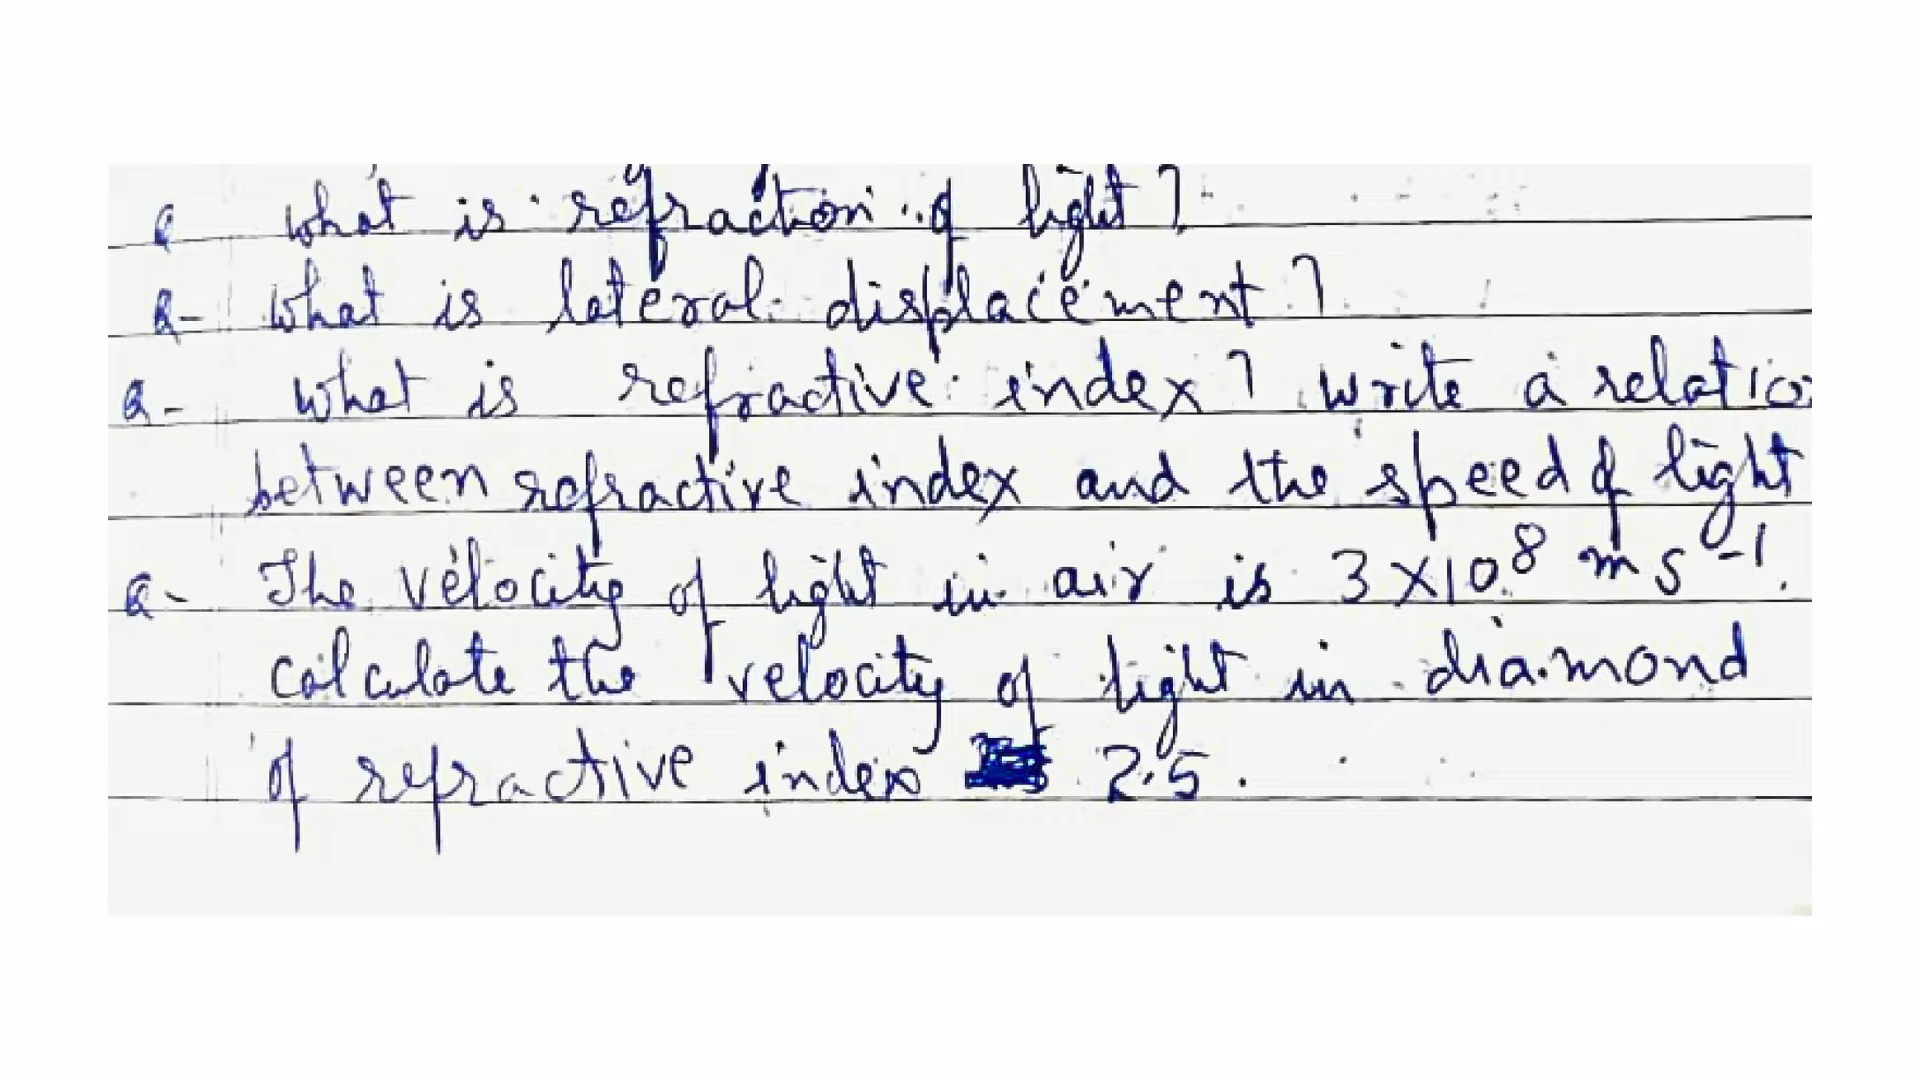 Q what is refraction of light?
Q- what is lateral displacement?
Q- what is refractive index? write a relatio
between refractive index and the speed of light
Q- The velocity of light in air is 3×10⁸ ms⁻¹.
calculate the velocity of light in diamond
of refractive index 2.5.